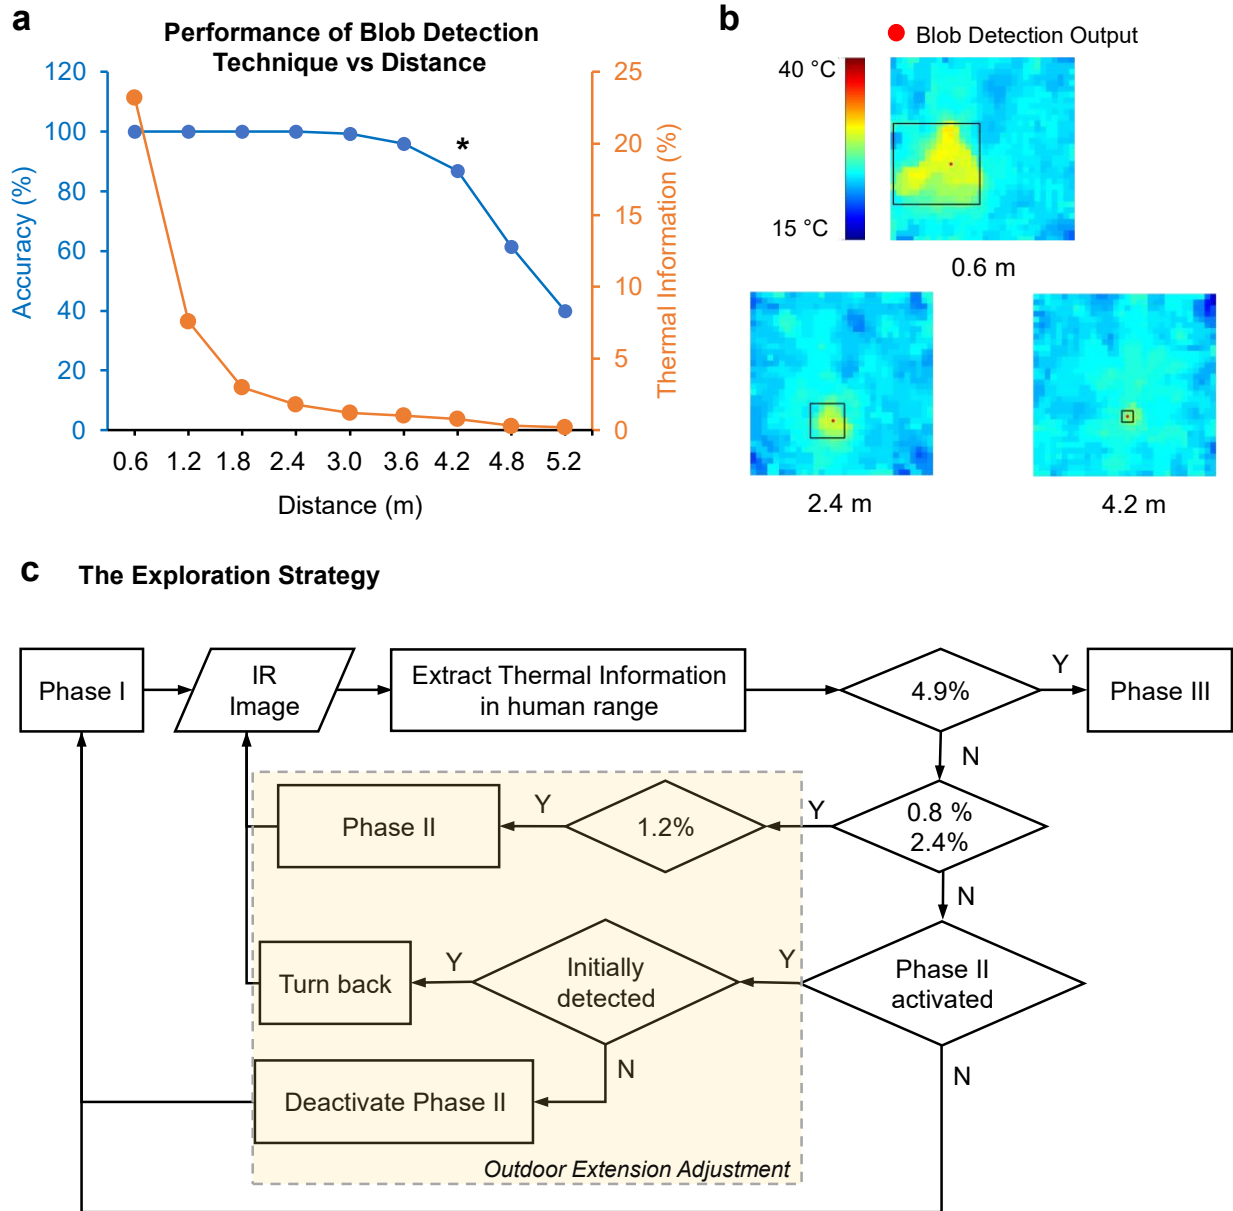 a
Performance of Blob Detection
Technique vs Distance
120
100
80
60
40
20
0
Accuracy (%)
25
20
15
10
5
0
Thermal Information (%)
*
0.6 1.2 1.8 2.4 3.0 3.6 4.2 4.8 5.2
Distance (m)
b
Blob Detection Output
40 °C
15 °C
0.6 m
2.4 m
4.2 m
c The Exploration Strategy
Phase I
IR
Image
Extract Thermal Information
in human range
4.9%
Y
Phase III
N
0.8 %
2.4%
Y
1.2%
Y
Phase II
N
Phase II
activated
Y
Initially
detected
Y
Turn back
N
Deactivate Phase II
N
Outdoor Extension Adjustment